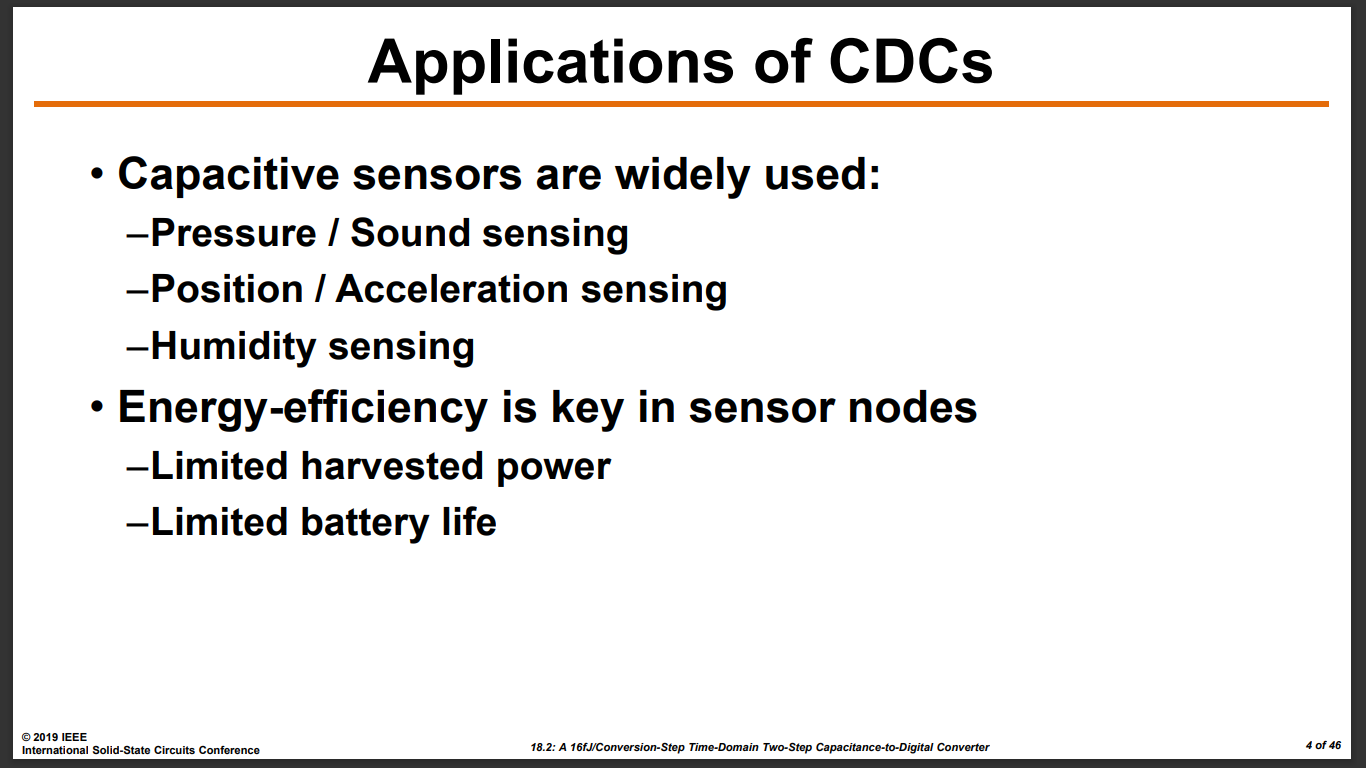 Applications of CDCs
• Capacitive sensors are widely used:
–Pressure / Sound sensing
–Position / Acceleration sensing
–Humidity sensing
• Energy-efficiency is key in sensor nodes
–Limited harvested power
–Limited battery life
© 2019 IEEE
International Solid-State Circuits Conference
18.2: A 16fJ/Conversion-Step Time-Domain Two-Step Capacitance-to-Digital Converter
4 of 46